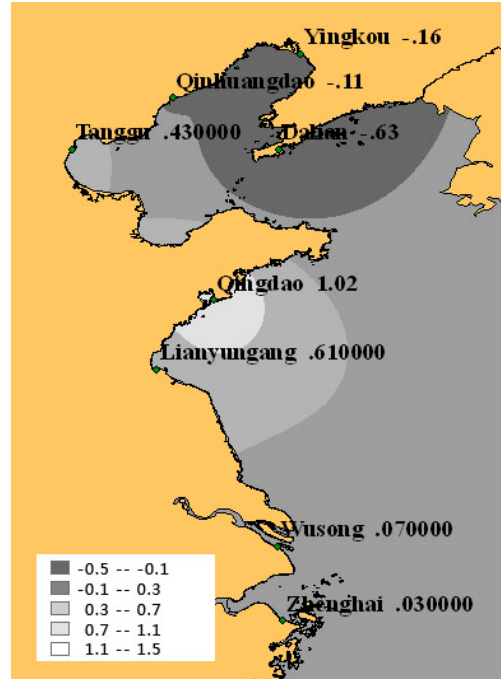 Yingkou -.16
Qinhuangdao -.11
Tanggu .430000
Dalian -.63
Qingdao 1.02
Lianyungang .610000
Wusong .070000
Zhenghai .030000
-0.5 -- -0.1
-0.1 -- 0.3
0.3 -- 0.7
0.7 -- 1.1
1.1 -- 1.5